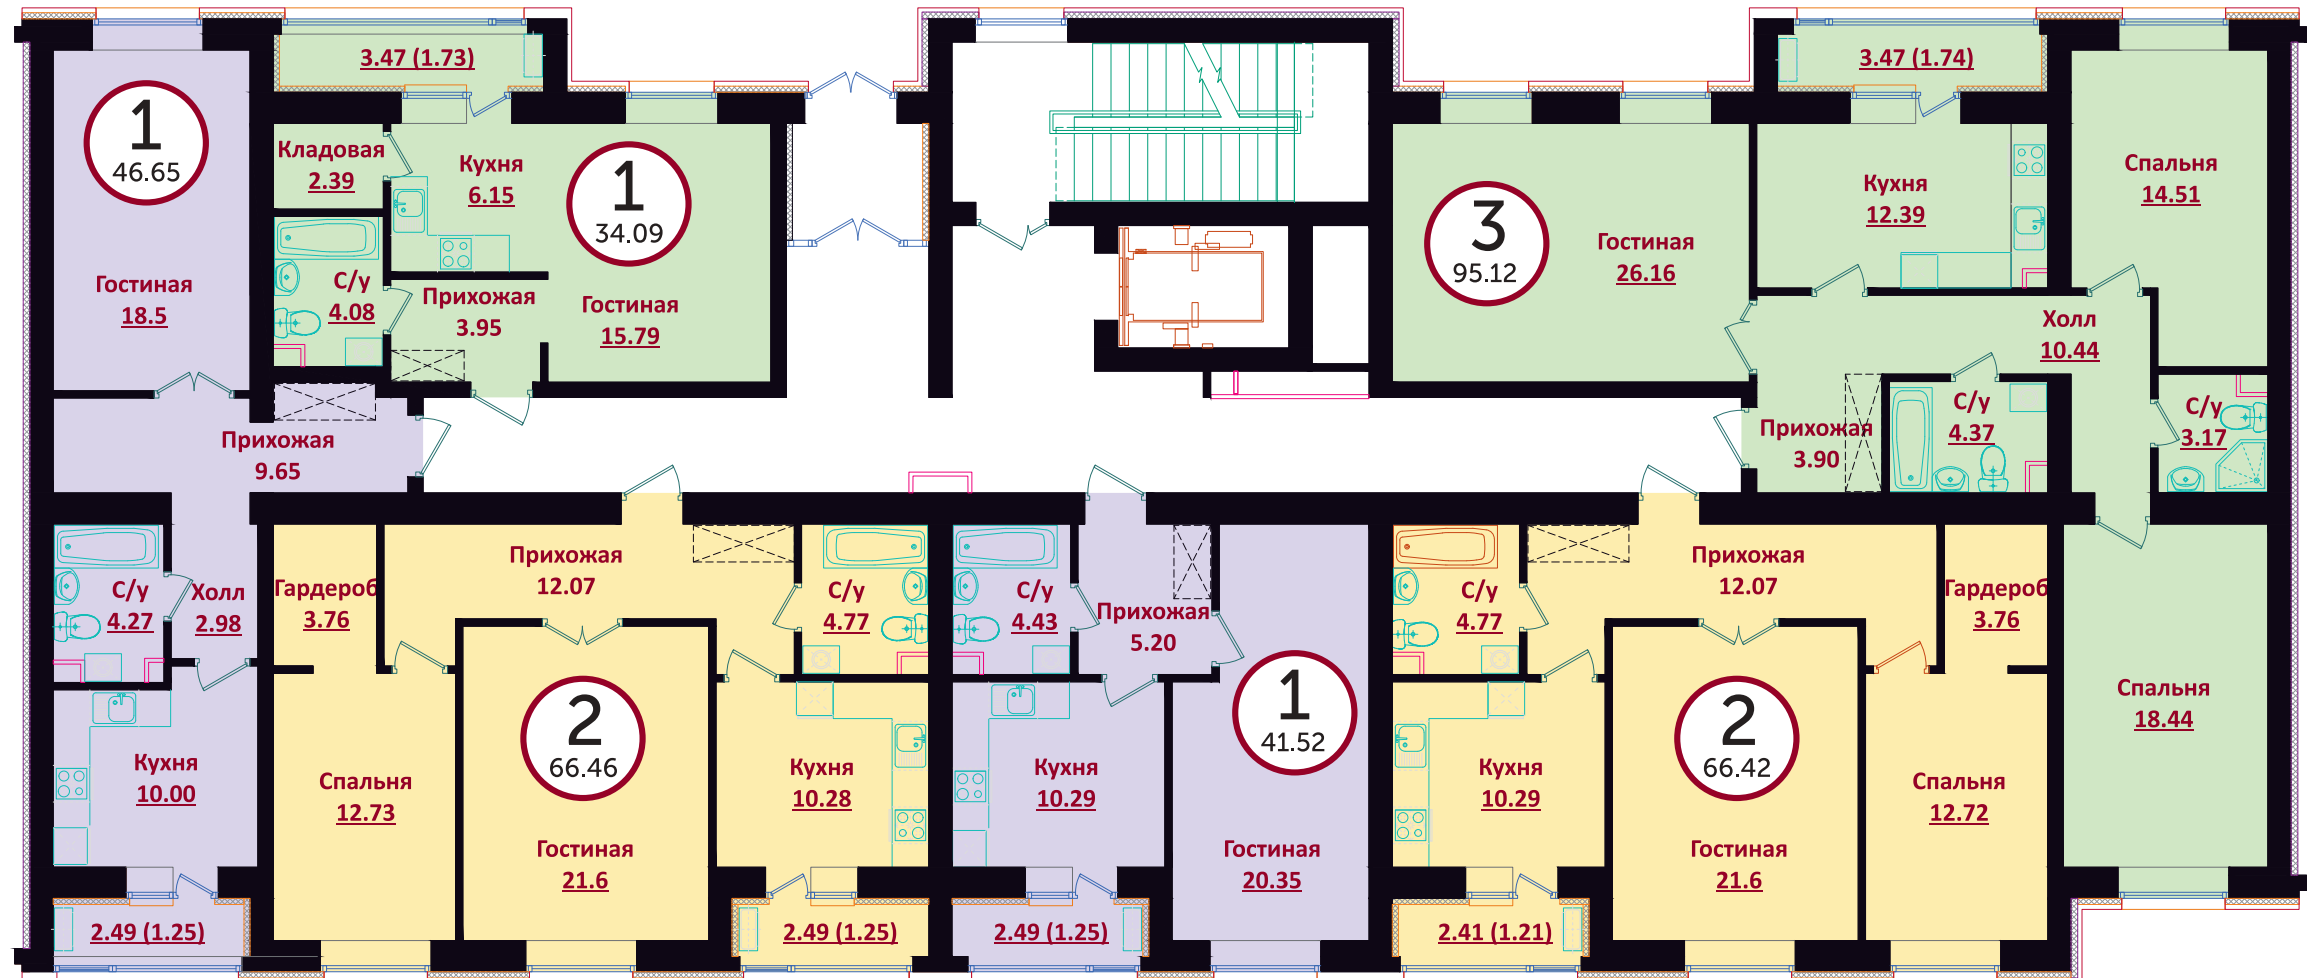 1
46.65
Гостиная
18.5
Прихожая
9.65
С/у
4.27
Холл
2.98
Кухня
10.00
2.49 (1.25)
3.47 (1.73)
Кладовая
2.39
Кухня
6.15
1
34.09
С/у
4.08
Прихожая
3.95
Гостиная
15.79
3
95.12
Гостиная
26.16
3.47 (1.74)
Кухня
12.39
Спальня
14.51
Холл
10.44
Прихожая
3.90
С/у
4.37
С/у
3.17
Спальня
18.44
Гардероб
3.76
Прихожая
12.07
С/у
4.77
Спальня
12.73
2
66.46
Гостиная
21.6
Кухня
10.28
2.49 (1.25)
С/у
4.43
Прихожая
5.20
1
41.52
Кухня
10.29
Гостиная
20.35
2.49 (1.25)
С/у
4.77
Прихожая
12.07
Гардероб
3.76
Кухня
10.29
2
66.42
Гостиная
21.6
Спальня
12.72
2.41 (1.21)